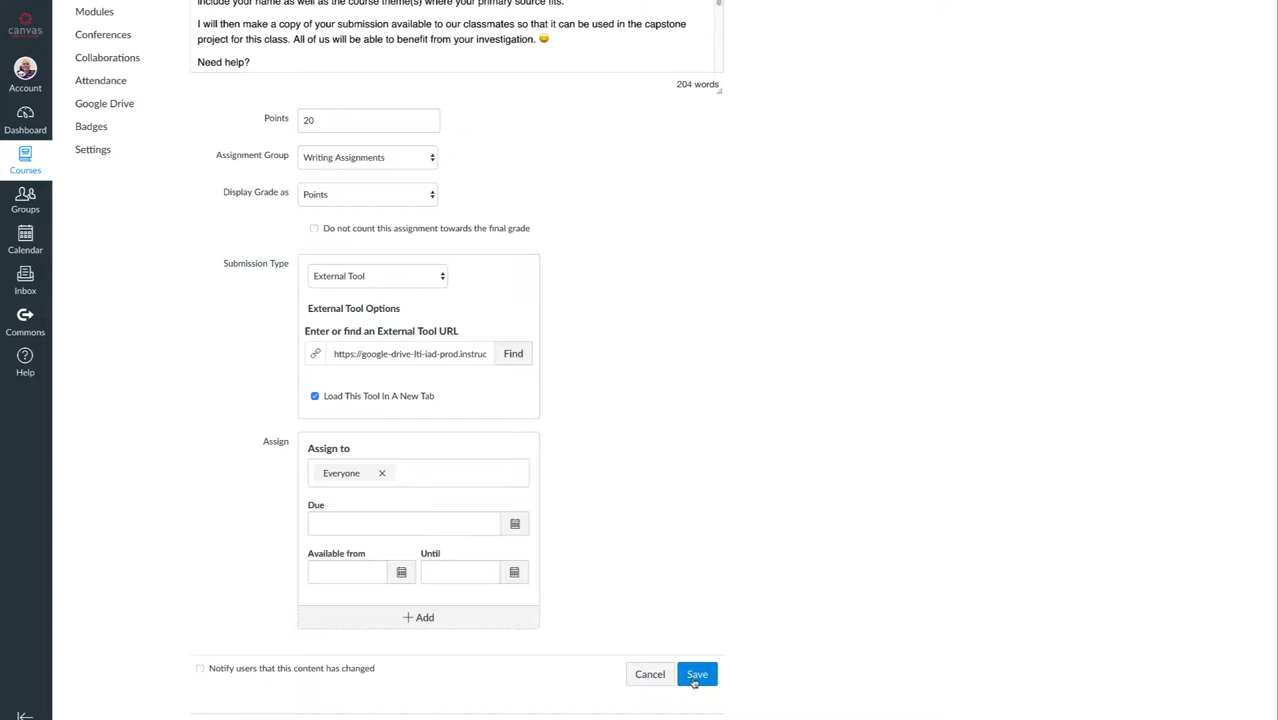 canvas
Account
Dashboard
Courses
Groups
Calendar
Inbox
Commons
Help
Modules
Conferences
Collaborations
Attendance
Google Drive
Badges
Settings
include your name as well as the course theme(s) where your primary source fits.
I will then make a copy of your submission available to our classmates so that it can be used in the capstone
project for this class. All of us will be able to benefit from your investigation. 😀
Need help?
204 words
Points 20
Assignment Group Writing Assignments
Display Grade as Points
Do not count this assignment towards the final grade
Submission Type External Tool
External Tool Options
Enter or find an External Tool URL
https://google-drive-lti-iad-prod.instruc Find
Load This Tool In A New Tab
Assign Assign to
Everyone ×
Due
Available from Until
+ Add
Notify users that this content has changed Cancel Save